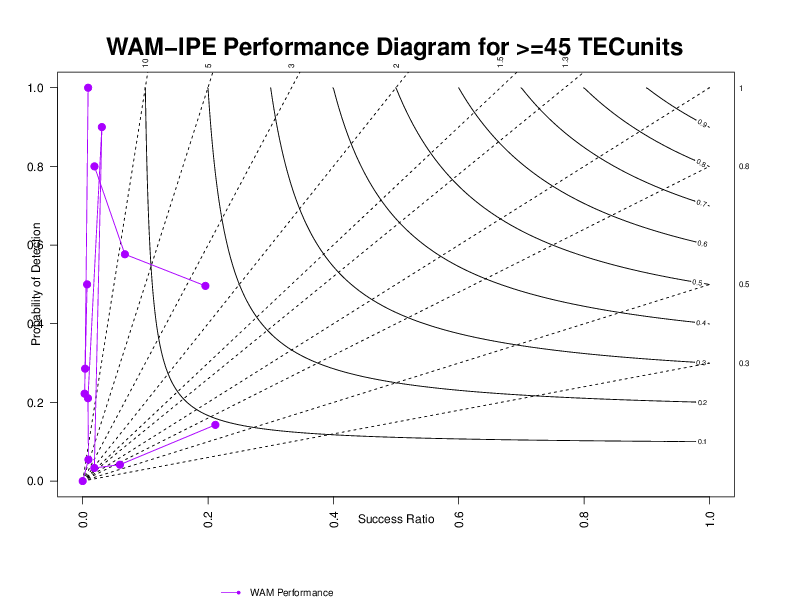 WAM−IPE Performance Diagram for >=45 TECunits
10 5 3 2 1.5 1.3
1.0 1
0.9
0.8 0.8 0.8
0.7
0.6 0.6
0.5 0.5
0.4 0.4
0.3 0.3
0.2 0.2
0.1
0.0
Probability of Detection
0.0 0.2 0.4 0.6 0.8 1.0
Success Ratio
WAM Performance